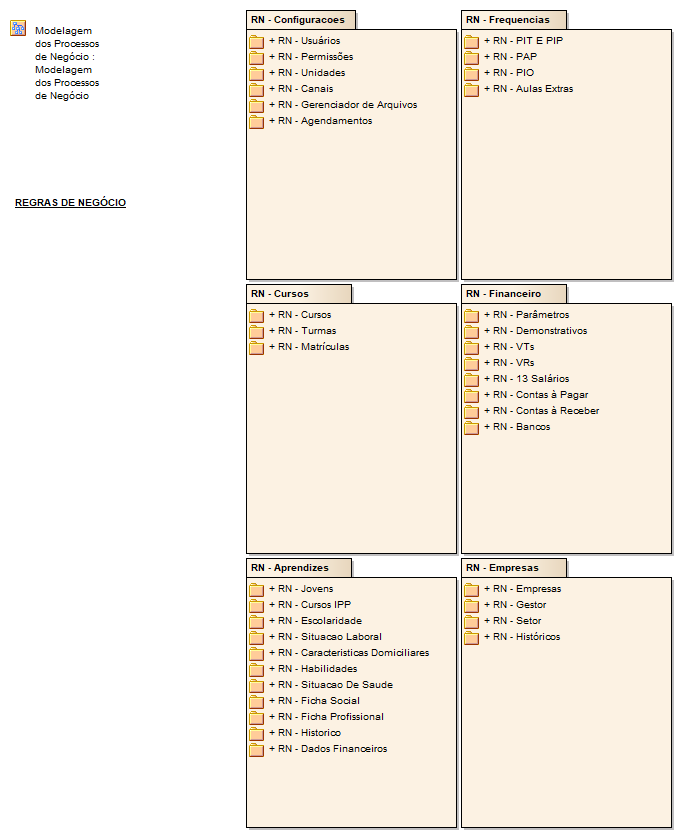 Modelagem
dos Processos
de Negócio :
Modelagem
dos Processos
de Negócio
REGRAS DE NEGÓCIO
RN - Configuracoes
+ RN - Usuários
+ RN - Permissões
+ RN - Unidades
+ RN - Canais
+ RN - Gerenciador de Arquivos
+ RN - Agendamentos
RN - Frequencias
+ RN - PIT E PIP
+ RN - PAP
+ RN - PIO
+ RN - Aulas Extras
RN - Cursos
+ RN - Cursos
+ RN - Turmas
+ RN - Matrículas
RN - Financeiro
+ RN - Parâmetros
+ RN - Demonstrativos
+ RN - VTs
+ RN - VRs
+ RN - 13 Salários
+ RN - Contas à Pagar
+ RN - Contas à Receber
+ RN - Bancos
RN - Aprendizes
+ RN - Jovens
+ RN - Cursos IPP
+ RN - Escolaridade
+ RN - Situacao Laboral
+ RN - Caracteristicas Domiciliares
+ RN - Habilidades
+ RN - Situacao De Saude
+ RN - Ficha Social
+ RN - Ficha Profissional
+ RN - Historico
+ RN - Dados Financeiros
RN - Empresas
+ RN - Empresas
+ RN - Gestor
+ RN - Setor
+ RN - Históricos